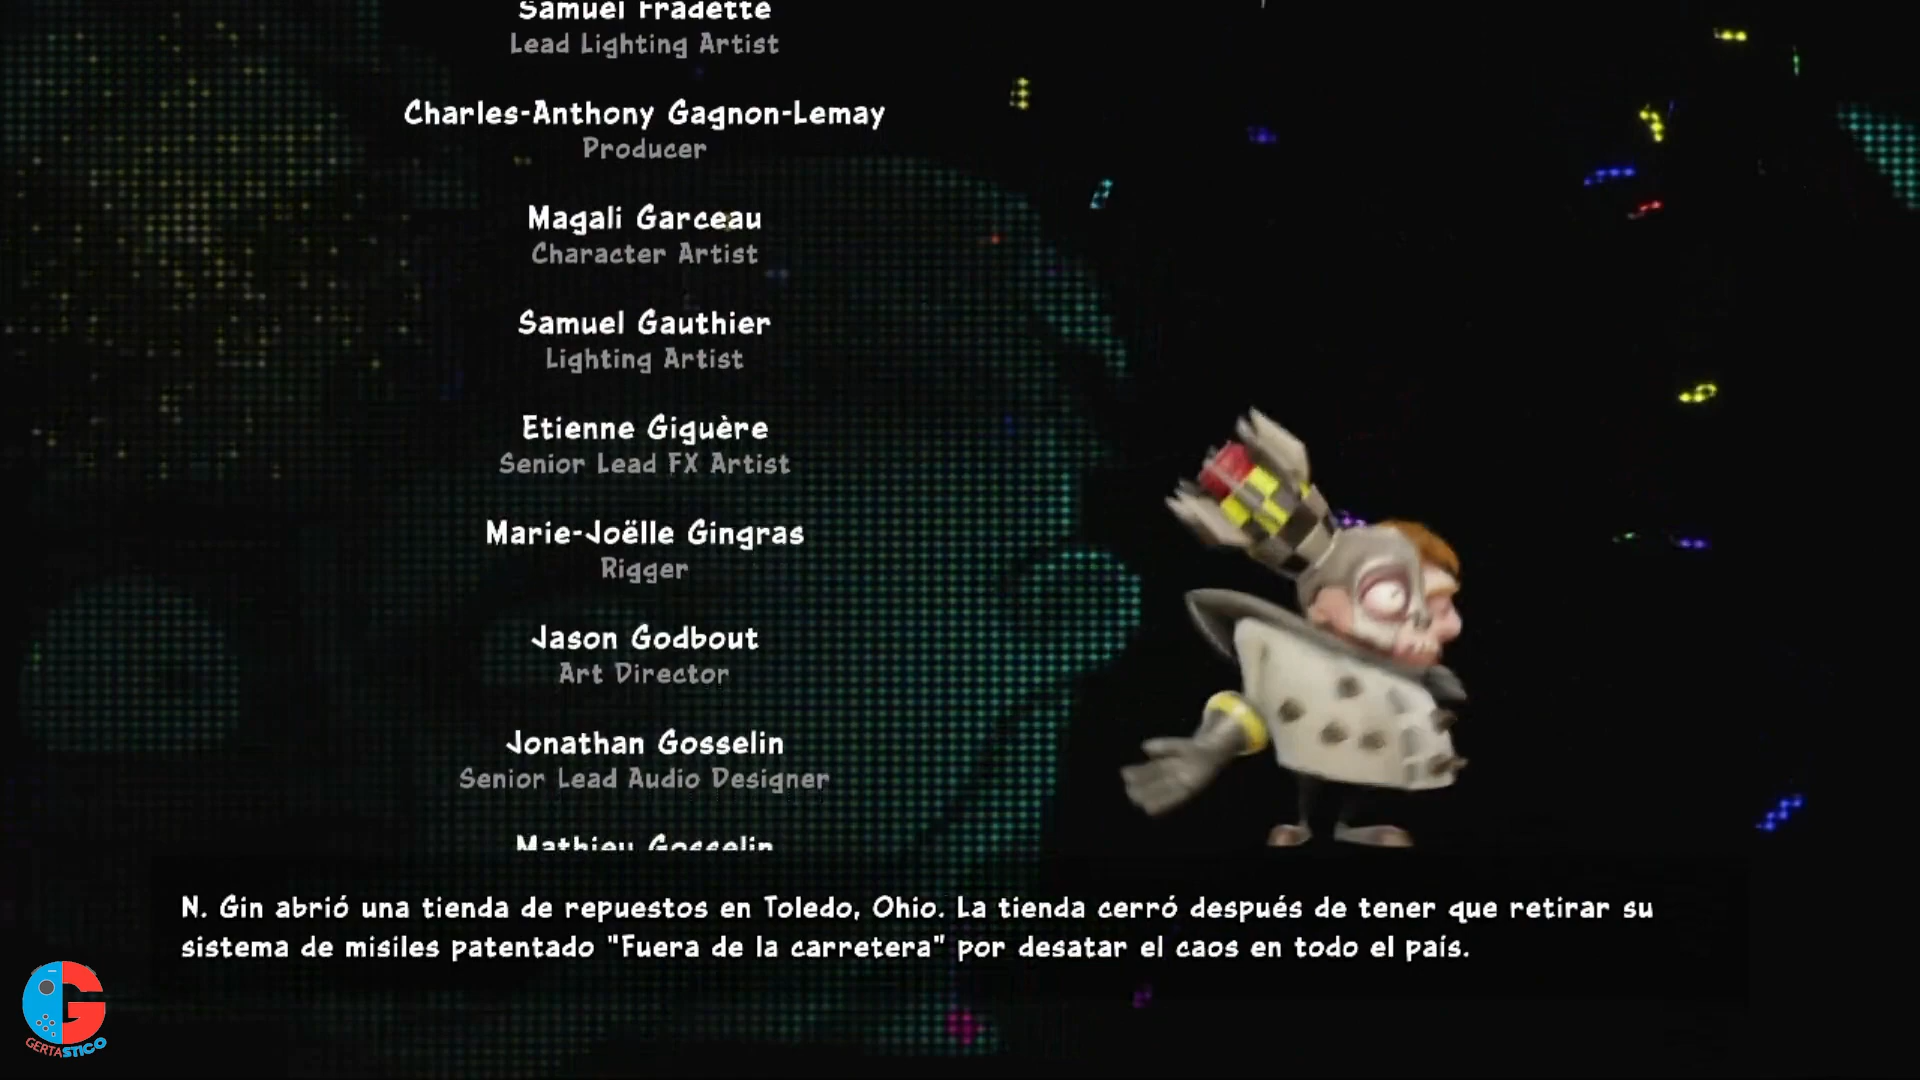 Samuel Fradette
Lead Lighting Artist
Charles-Anthony Gagnon-Lemay
Producer
Magali Garceau
Character Artist
Samuel Gauthier
Lighting Artist
Etienne Giguère
Senior Lead FX Artist
Marie-Joëlle Gingras
Rigger
Jason Godbout
Art Director
Jonathan Gosselin
Senior Lead Audio Designer
Mathieu Gosselin
N. Gin abrió una tienda de repuestos en Toledo, Ohio. La tienda cerró después de tener que retirar su
sistema de misiles patentado "Fuera de la carretera" por desatar el caos en todo el país.
GERTASTICO